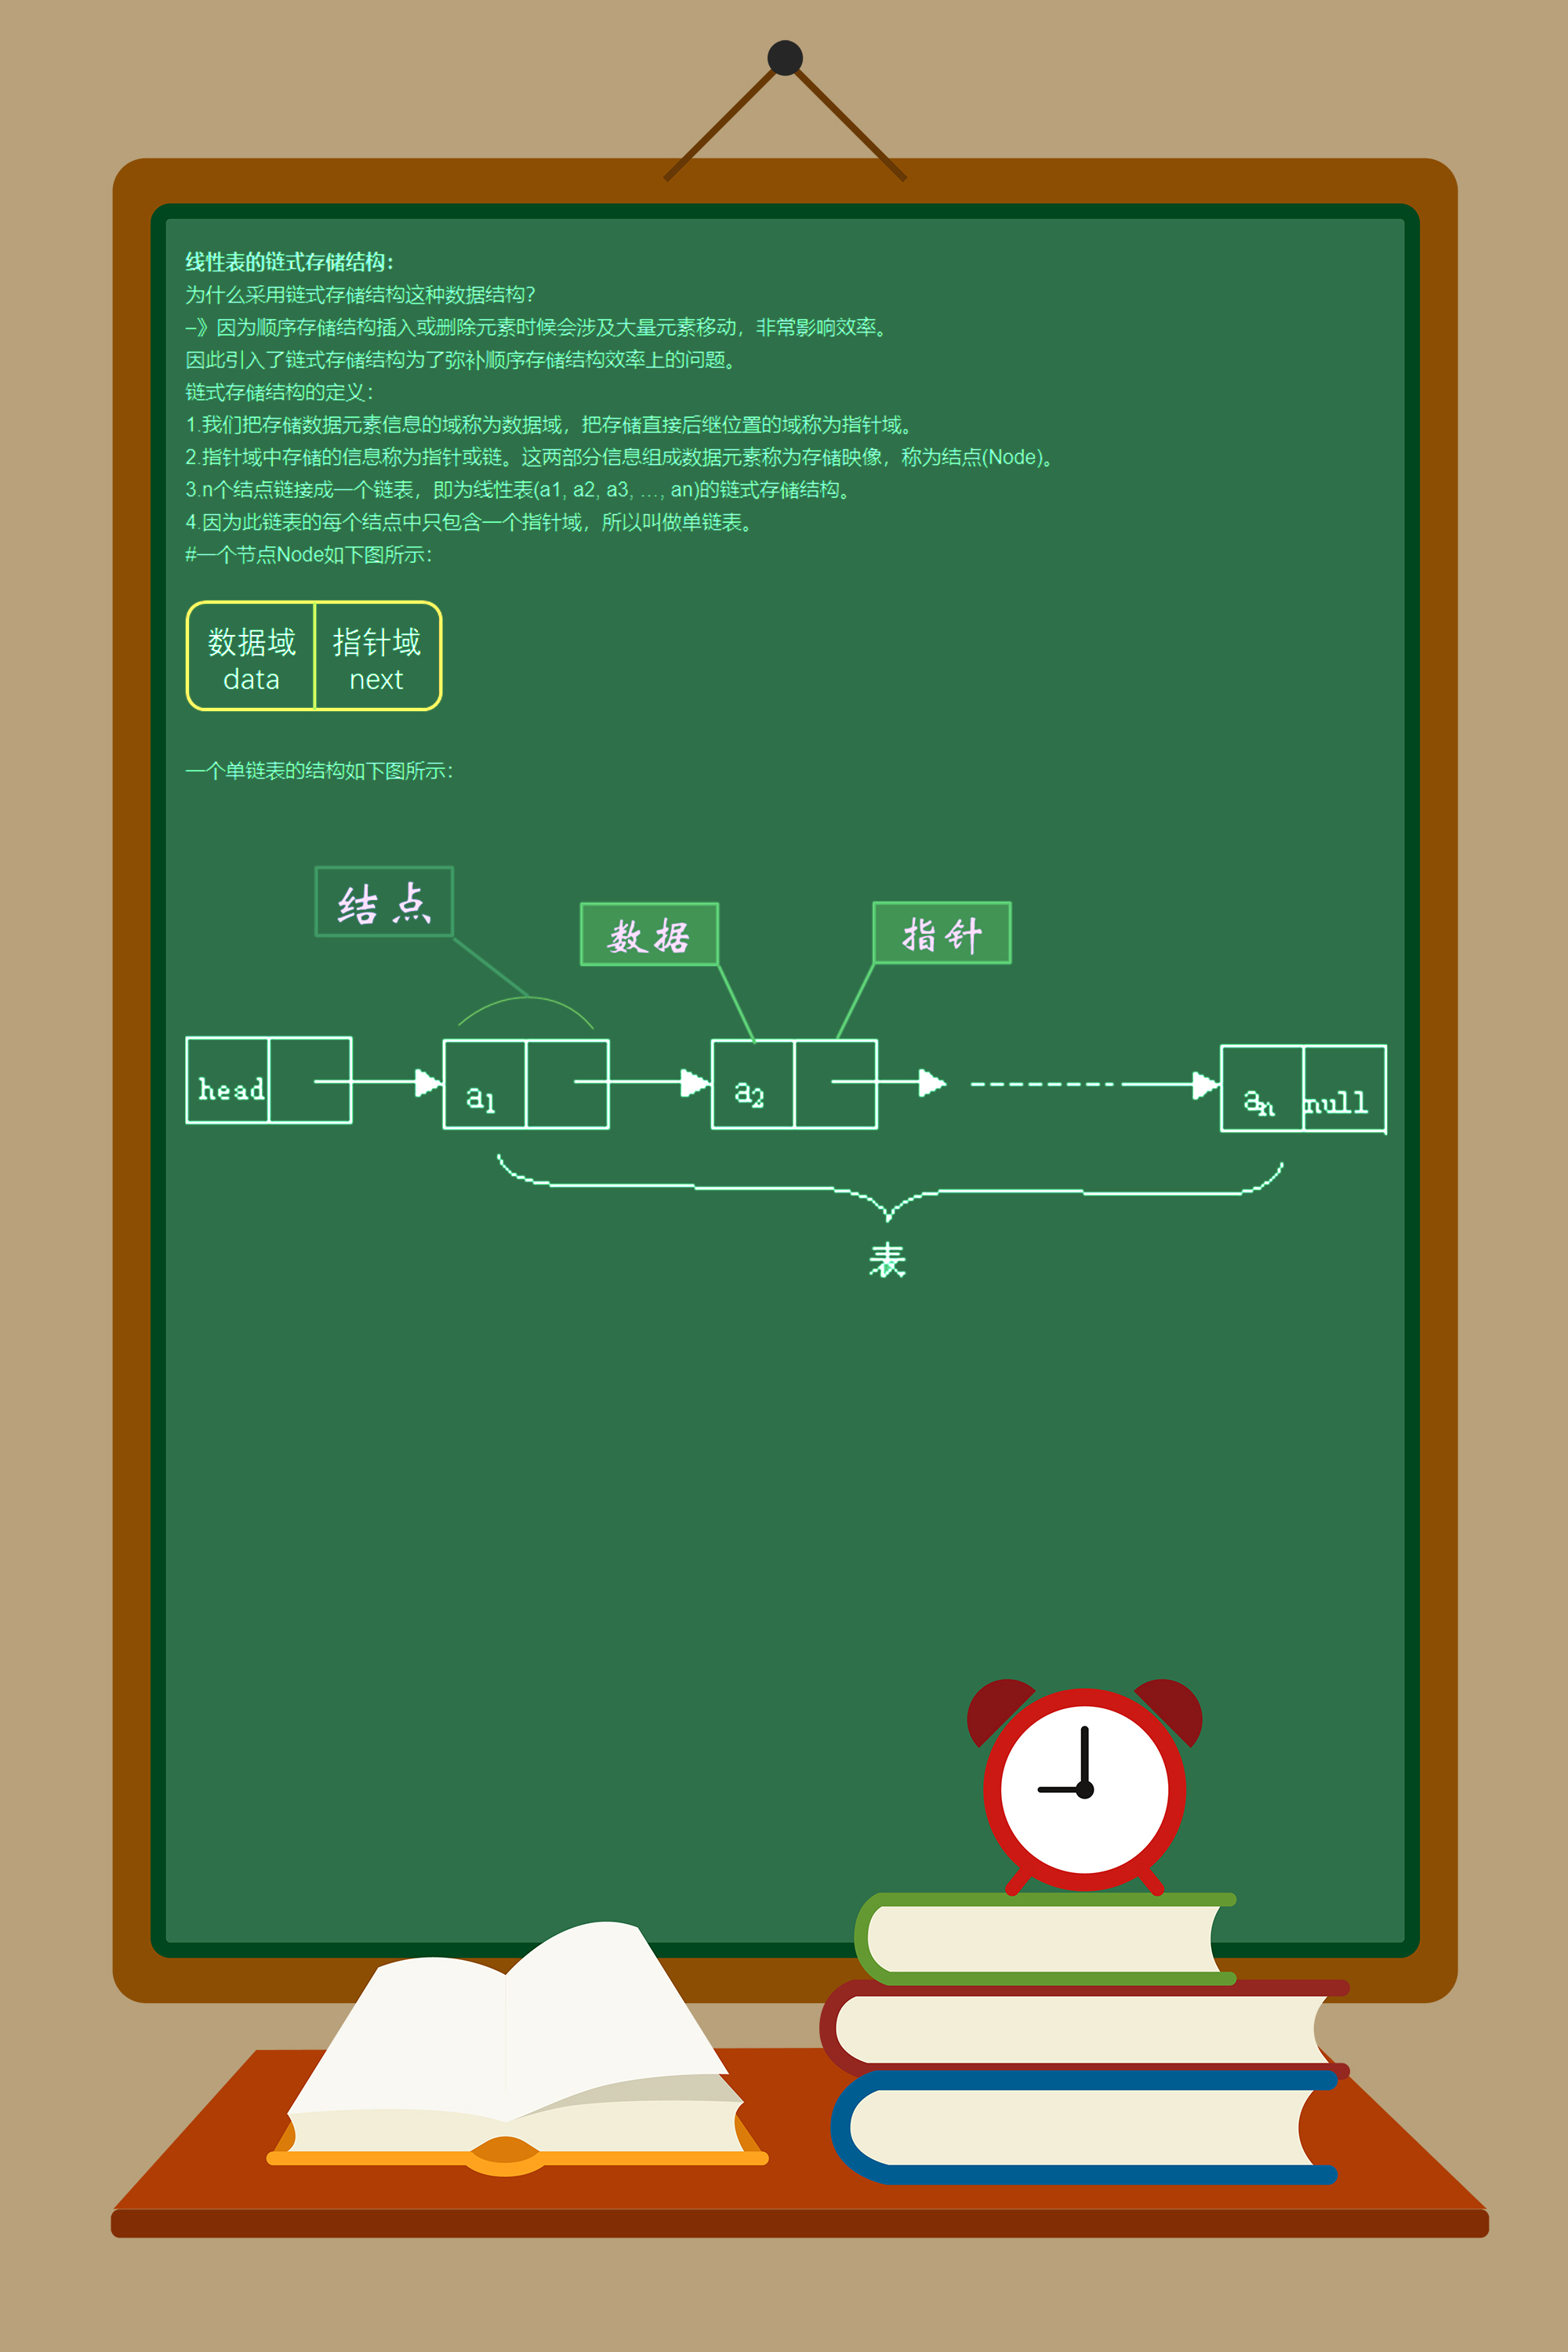 线性表的链式存储结构：
为什么采用链式存储结构这种数据结构？
–》因为顺序存储结构插入或删除元素时候会涉及大量元素移动，非常影响效率。
因此引入了链式存储结构为了弥补顺序存储结构效率上的问题。
链式存储结构的定义：
1.我们把存储数据元素信息的域称为数据域，把存储直接后继位置的域称为指针域。
2.指针域中存储的信息称为指针或链。这两部分信息组成数据元素称为存储映像，称为结点(Node)。
3.n个结点链接成一个链表，即为线性表(a1, a2, a3, …, an)的链式存储结构。
4.因为此链表的每个结点中只包含一个指针域，所以叫做单链表。
#一个节点Node如下图所示：
数据域 指针域
data next
一个单链表的结构如下图所示：
结点
数据 指针
head a1 a2 an null
表